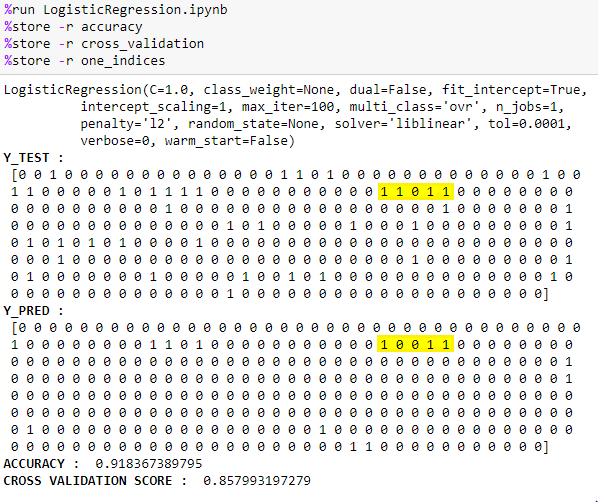 %run LogisticRegression.ipynb
%store -r accuracy
%store -r cross_validation
%store -r one_indices
LogisticRegression(C=1.0, class_weight=None, dual=False, fit_intercept=True,
intercept_scaling=1, max_iter=100, multi_class='ovr', n_jobs=1,
penalty='l2', random_state=None, solver='liblinear', tol=0.0001,
verbose=0, warm_start=False)
Y_TEST :
[0 0 1 0 0 0 0 0 0 0 0 0 0 0 0 0 0 1 1 0 1 0 0 0 0 0 0 0 0 0 0 0 0 0 1 0 0
1 1 0 0 0 0 0 1 0 1 1 1 1 0 0 0 0 0 0 0 0 0 0 0 1 1 0 1 1 0 0 0 0 0 0 0 0
0 0 0 0 0 0 0 0 0 0 1 0 0 0 0 0 0 0 0 0 0 0 0 0 0 0 0 0 0 1 0 0 0 0 0 0 0 1
0 0 0 0 0 0 0 0 0 0 0 0 0 0 1 0 1 0 0 0 0 0 1 0 0 0 1 0 0 0 0 0 0 0 0 0 1
0 1 0 1 0 1 0 1 0 0 0 0 1 0 0 0 0 0 0 0 0 0 0 0 0 0 0 0 0 0 0 0 0 0 0 0 0
0 0 0 1 0 0 0 0 0 0 0 0 0 0 0 0 0 0 0 0 0 0 0 0 0 0 1 0 0 0 0 0 0 0 0 0 1
0 1 0 0 0 0 0 0 0 1 0 0 0 0 0 1 0 0 1 0 1 0 0 0 0 0 0 0 0 0 0 0 0 0 0 1 0
0 0 0 0 0 0 0 0 0 0 0 0 0 0 1 0 0 0 0 0 0 0 0 0 0 0 0 0 0 0 0 0 0 0 0]
Y_PRED :
[0 0 0 0 0 0 0 0 0 0 0 0 0 0 0 0 0 0 0 0 0 0 0 0 0 0 0 0 0 0 0 0 0 0 0 0 0
1 0 0 0 0 0 0 0 0 1 1 0 1 0 0 0 0 0 0 0 0 0 0 0 1 0 0 1 1 0 0 0 0 0 0 0 0
0 0 0 0 0 0 0 0 0 0 0 0 0 0 0 0 0 0 0 0 0 0 0 0 0 0 0 0 0 0 0 0 0 0 0 0 1
0 0 0 0 0 0 0 0 0 0 0 0 0 0 0 0 0 0 0 0 0 0 0 0 0 0 0 0 0 0 0 0 0 0 0 0 1
0 0 0 0 0 0 0 0 0 0 0 0 0 0 0 0 0 0 0 0 0 0 0 0 0 0 0 0 0 0 0 0 0 0 0 0 0
0 0 0 0 0 0 0 0 0 0 0 0 0 0 0 0 0 0 0 0 0 0 0 0 0 0 0 0 0 0 0 0 0 0 0 0 0
0 1 0 0 0 0 0 0 0 0 0 0 0 0 0 0 0 0 0 0 1 0 0 0 0 0 0 0 0 0 0 0 0 0 0 0 0
0 0 0 0 0 0 0 0 0 0 0 0 0 0 0 0 0 0 0 0 0 0 1 1 0 0 0 0 0 0 0 0 0 0 0]
ACCURACY :  0.918367389795
CROSS VALIDATION SCORE :  0.857993197279